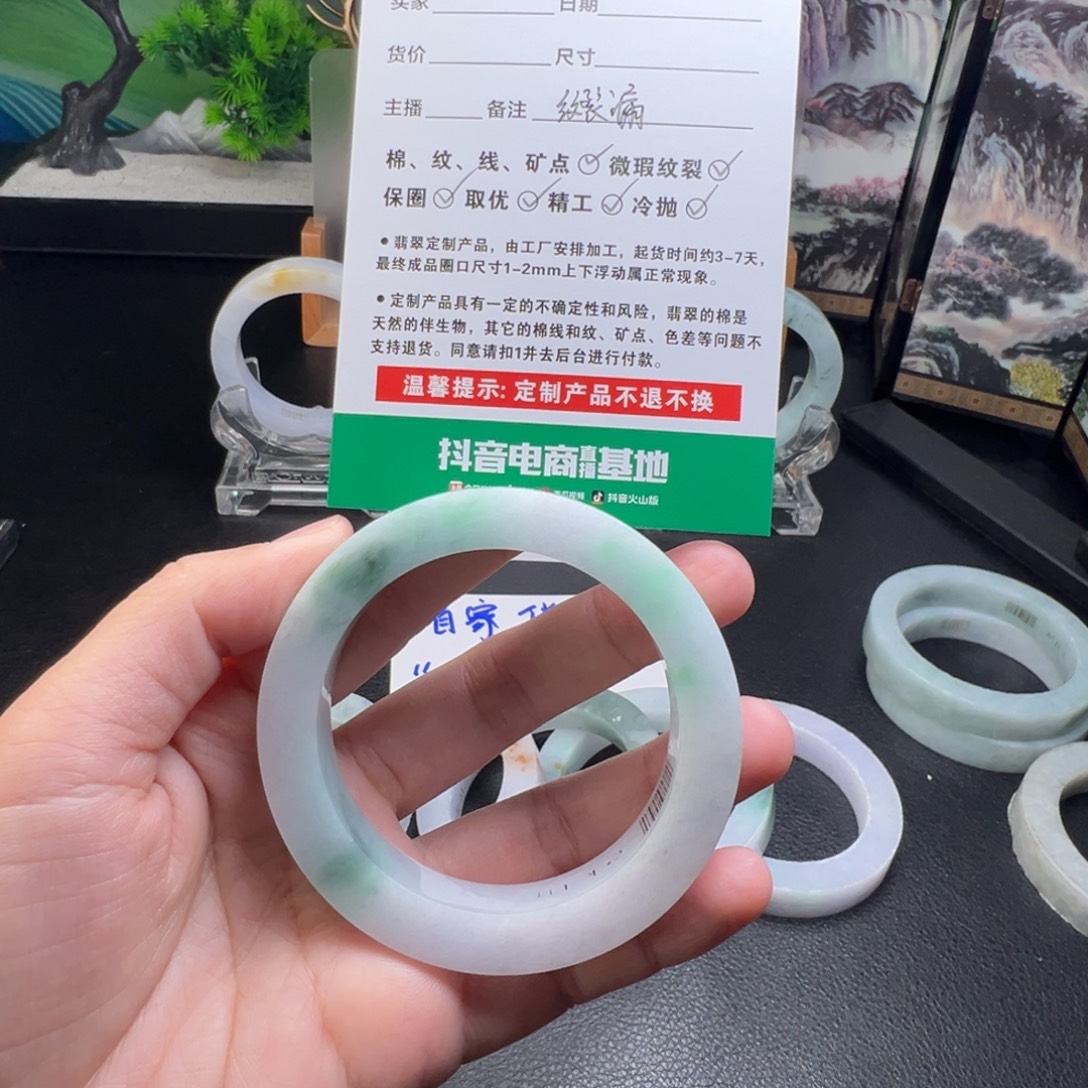 买家 日期
货价 尺寸
主播 备注
棉、纹、线、矿点 微瑕纹裂
保圈 取优 精工 冷抛
●翡翠定制产品，由工厂安排加工，起货时间约3-7天，
最终成品圈口尺寸1-2mm上下浮动属正常现象。
●定制产品具有一定的不确定性和风险，翡翠的棉是
天然的伴生物，其它的棉线和纹、矿点、色差等问题不
支持退货。同意请扣1并去后台进行付款。
温馨提示: 定制产品不退不换
抖音电商直播基地
抖音火山版
自家